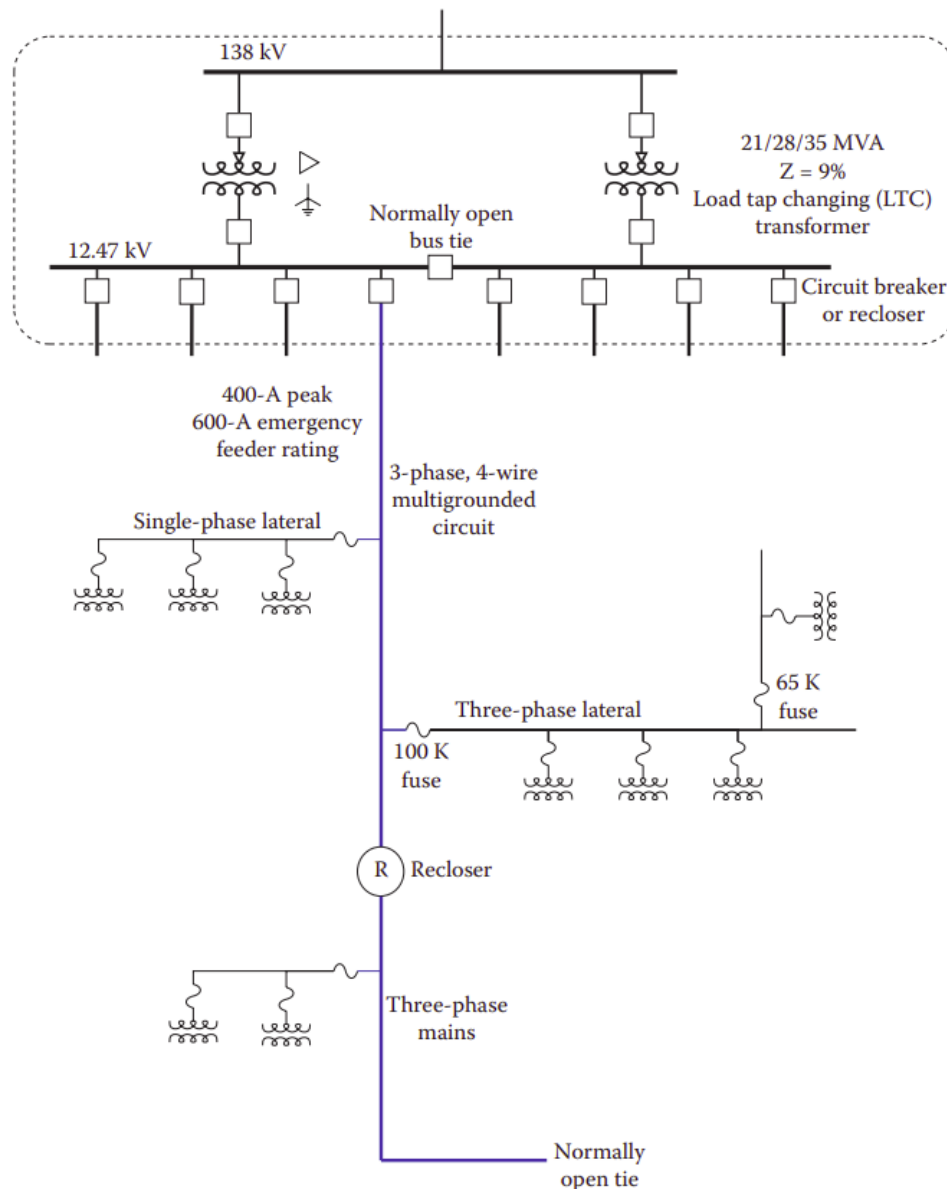 138 kV
21/28/35 MVA
Z = 9%
Load tap changing (LTC)
transformer
Normally open
bus tie
12.47 kV
Circuit breaker
or recloser
400-A peak
600-A emergency
feeder rating
3-phase, 4-wire
multigrounded
circuit
Single-phase lateral
65 K
fuse
Three-phase lateral
100 K
fuse
R
Recloser
Three-phase
mains
Normally
open tie